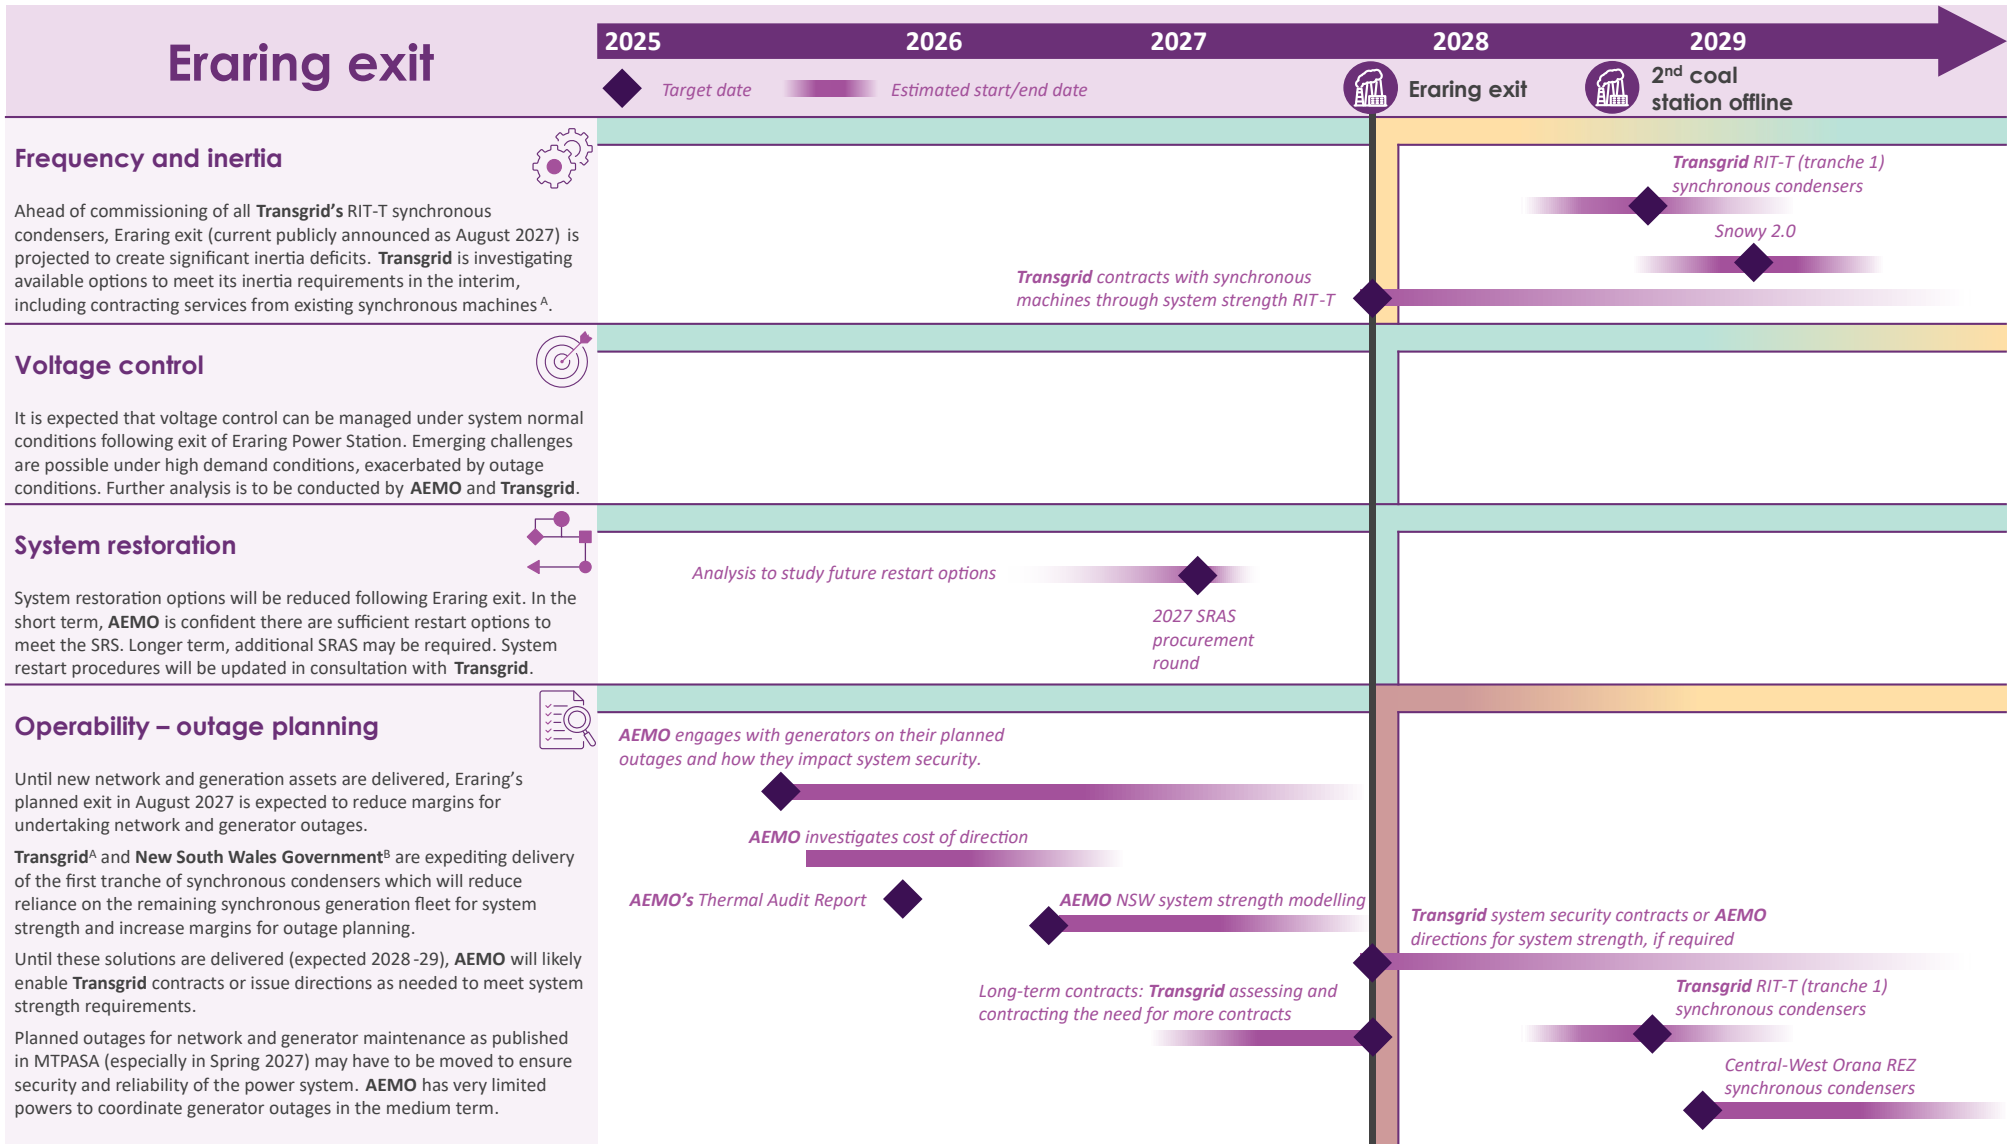 Eraring exit
2025 2026 2027 2028 2029
Target date
Estimated start/end date
Eraring exit
2nd coal
station offline
Frequency and inertia
Ahead of commissioning of all Transgrid's RIT-T synchronous
condensers, Eraring exit (current publicly announced as August 2027) is
projected to create significant inertia deficits. Transgrid is investigating
available options to meet its inertia requirements in the interim,
including contracting services from existing synchronous machines A.
Transgrid RIT-T (tranche 1)
synchronous condensers
Snowy 2.0
Transgrid contracts with synchronous
machines through system strength RIT-T
Voltage control
It is expected that voltage control can be managed under system normal
conditions following exit of Eraring Power Station. Emerging challenges
are possible under high demand conditions, exacerbated by outage
conditions. Further analysis is to be conducted by AEMO and Transgrid.
System restoration
System restoration options will be reduced following Eraring exit. In the
short term, AEMO is confident there are sufficient restart options to
meet the SRS. Longer term, additional SRAS may be required. System
restart procedures will be updated in consultation with Transgrid.
Analysis to study future restart options
2027 SRAS
procurement
round
Operability – outage planning
Until new network and generation assets are delivered, Eraring's
planned exit in August 2027 is expected to reduce margins for
undertaking network and generator outages.
TransgridA and New South Wales GovernmentB are expediting delivery
of the first tranche of synchronous condensers which will reduce
reliance on the remaining synchronous generation fleet for system
strength and increase margins for outage planning.
Until these solutions are delivered (expected 2028-29), AEMO will likely
enable Transgrid contracts or issue directions as needed to meet system
strength requirements.
Planned outages for network and generator maintenance as published
in MTPASA (especially in Spring 2027) may have to be moved to ensure
security and reliability of the power system. AEMO has very limited
powers to coordinate generator outages in the medium term.
AEMO engages with generators on their planned
outages and how they impact system security.
AEMO investigates cost of direction
AEMO's Thermal Audit Report
AEMO NSW system strength modelling
Transgrid system security contracts or AEMO
directions for system strength, if required
Long-term contracts: Transgrid assessing and
contracting the need for more contracts
Transgrid RIT-T (tranche 1)
synchronous condensers
Central-West Orana REZ
synchronous condensers